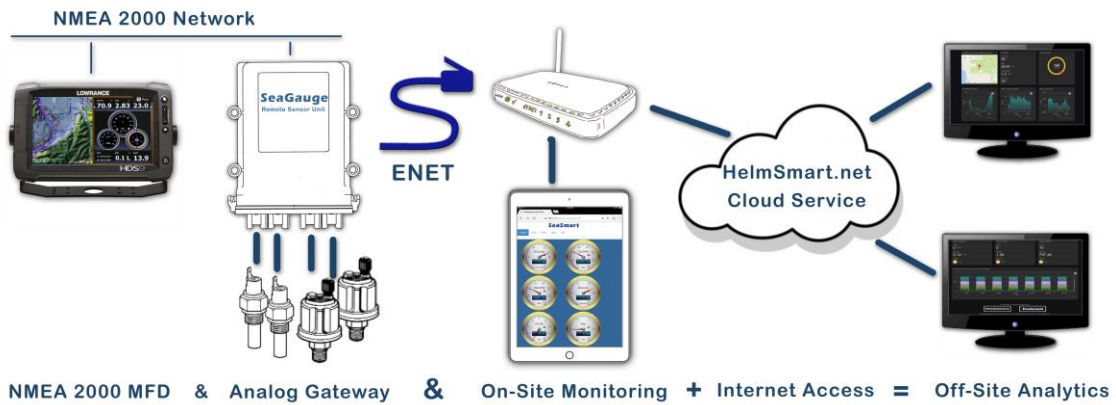 NMEA 2000 Network
LOWRANCE
70.9 2.83 23.0
0.1 L 13.9
HDS9
SeaGauge
Remote Sensor Unit
ENET
SeaSmart
HelmSmart.net
Cloud Service
NMEA 2000 MFD & Analog Gateway & On-Site Monitoring + Internet Access = Off-Site Analytics